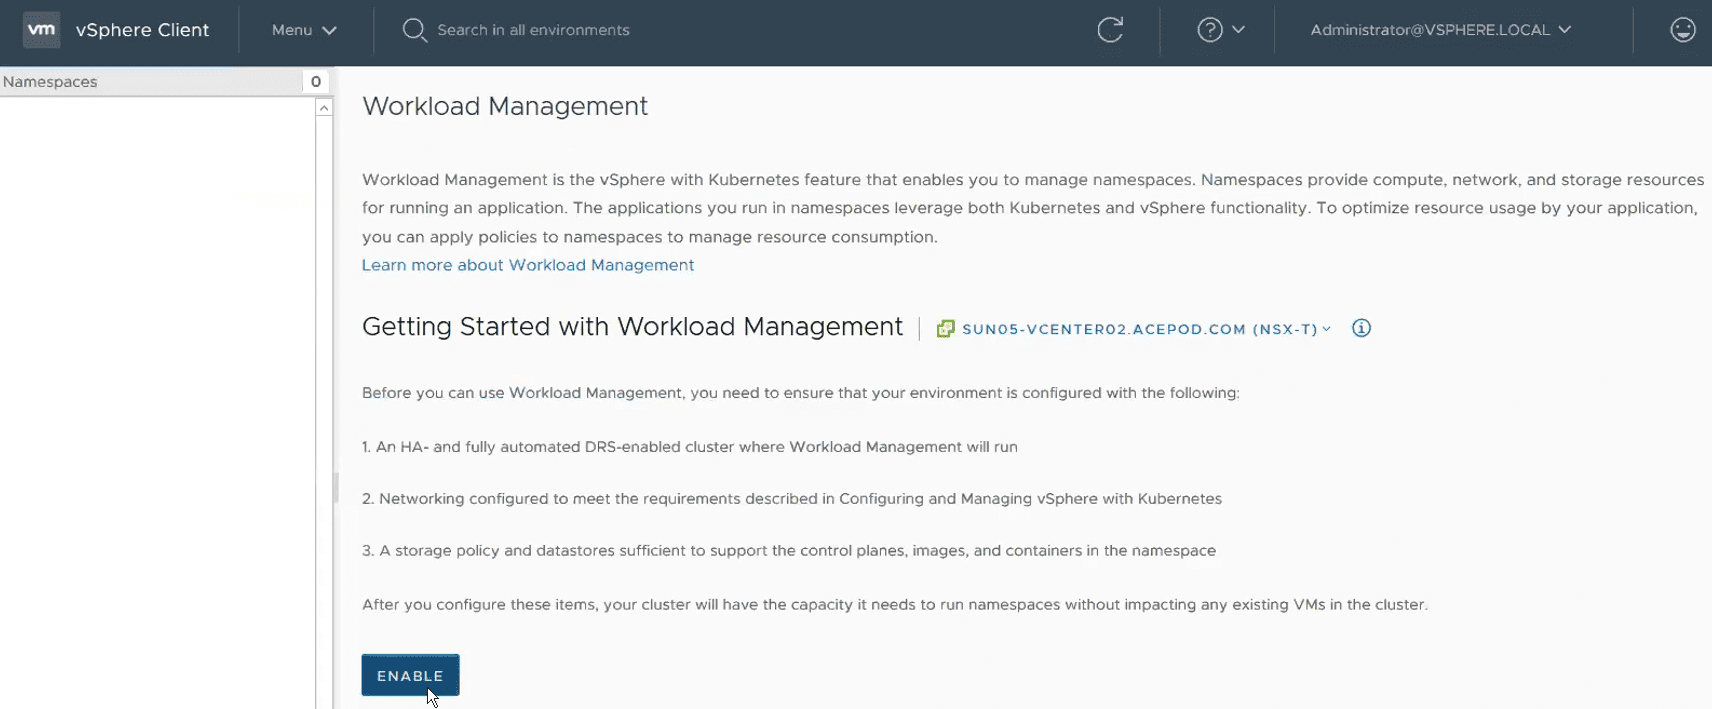 vm vSphere Client Menu Search in all environments Administrator@VSPHERE.LOCAL
Namespaces 0
Workload Management
Workload Management is the vSphere with Kubernetes feature that enables you to manage namespaces. Namespaces provide compute, network, and storage resources
for running an application. The applications you run in namespaces leverage both Kubernetes and vSphere functionality. To optimize resource usage by your application,
you can apply policies to namespaces to manage resource consumption.
Learn more about Workload Management
Getting Started with Workload Management SUN05-VCENTER02.ACEPOD.COM (NSX-T)
Before you can use Workload Management, you need to ensure that your environment is configured with the following:
1. An HA- and fully automated DRS-enabled cluster where Workload Management will run
2. Networking configured to meet the requirements described in Configuring and Managing vSphere with Kubernetes
3. A storage policy and datastores sufficient to support the control planes, images, and containers in the namespace
After you configure these items, your cluster will have the capacity it needs to run namespaces without impacting any existing VMs in the cluster.
ENABLE